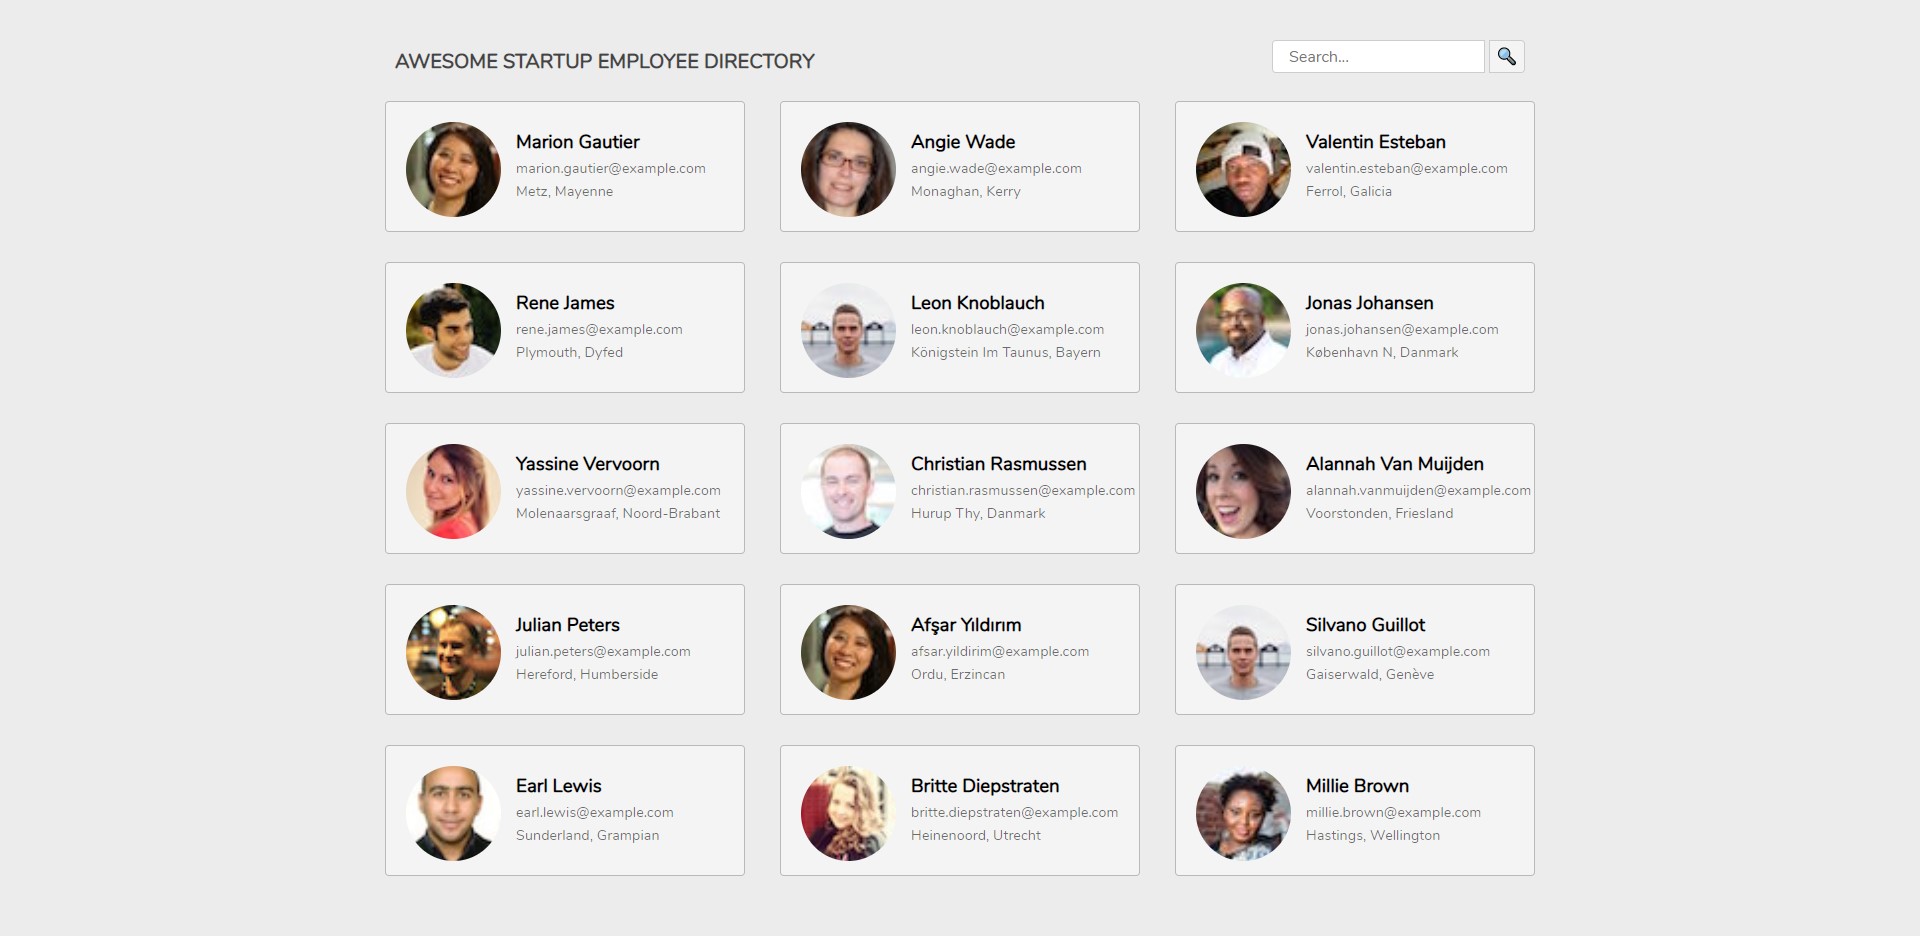 AWESOME STARTUP EMPLOYEE DIRECTORY
Search...
Marion Gautier
marion.gautier@example.com
Metz, Mayenne
Angie Wade
angie.wade@example.com
Monaghan, Kerry
Valentin Esteban
valentin.esteban@example.com
Ferrol, Galicia
Rene James
rene.james@example.com
Plymouth, Dyfed
Leon Knoblauch
leon.knoblauch@example.com
Königstein Im Taunus, Bayern
Jonas Johansen
jonas.johansen@example.com
København N, Danmark
Yassine Vervoorn
yassine.vervoorn@example.com
Molenaarsgraaf, Noord-Brabant
Christian Rasmussen
christian.rasmussen@example.com
Hurup Thy, Danmark
Alannah Van Muijden
alannah.vanmuijden@example.com
Voorstonden, Friesland
Julian Peters
julian.peters@example.com
Hereford, Humberside
Afşar Yıldırım
afsar.yildirim@example.com
Ordu, Erzincan
Silvano Guillot
silvano.guillot@example.com
Gaiserwald, Genève
Earl Lewis
earl.lewis@example.com
Sunderland, Grampian
Britte Diepstraten
britte.diepstraten@example.com
Heinenoord, Utrecht
Millie Brown
millie.brown@example.com
Hastings, Wellington